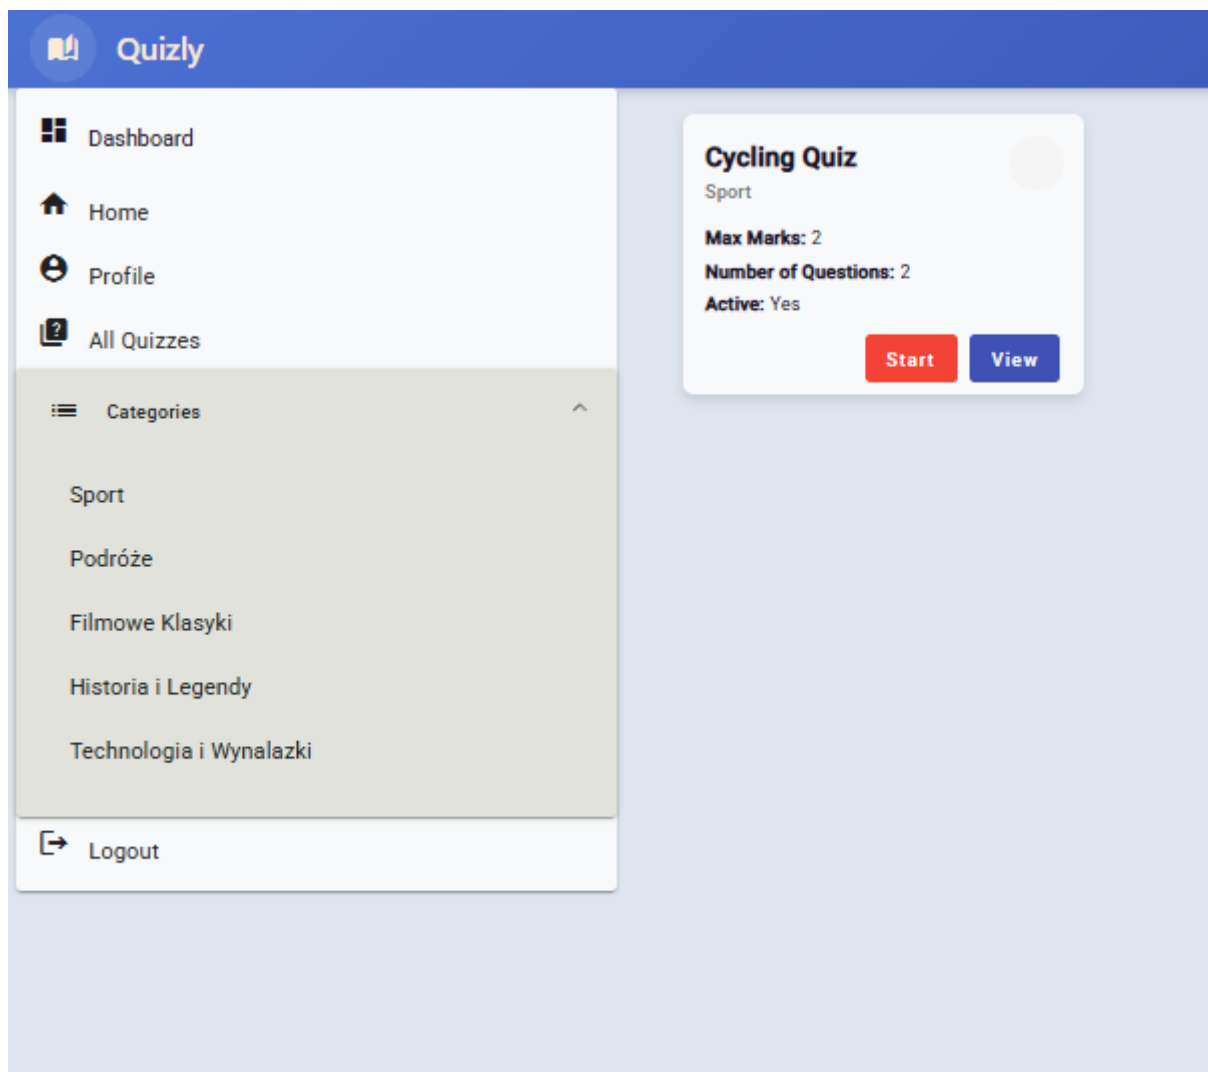 Quizly
Dashboard
Home
Profile
All Quizzes
Categories
Sport
Podróże
Filmowe Klasyki
Historia i Legendy
Technologia i Wynalazki
Logout
Cycling Quiz
Sport
Max Marks: 2
Number of Questions: 2
Active: Yes
Start View